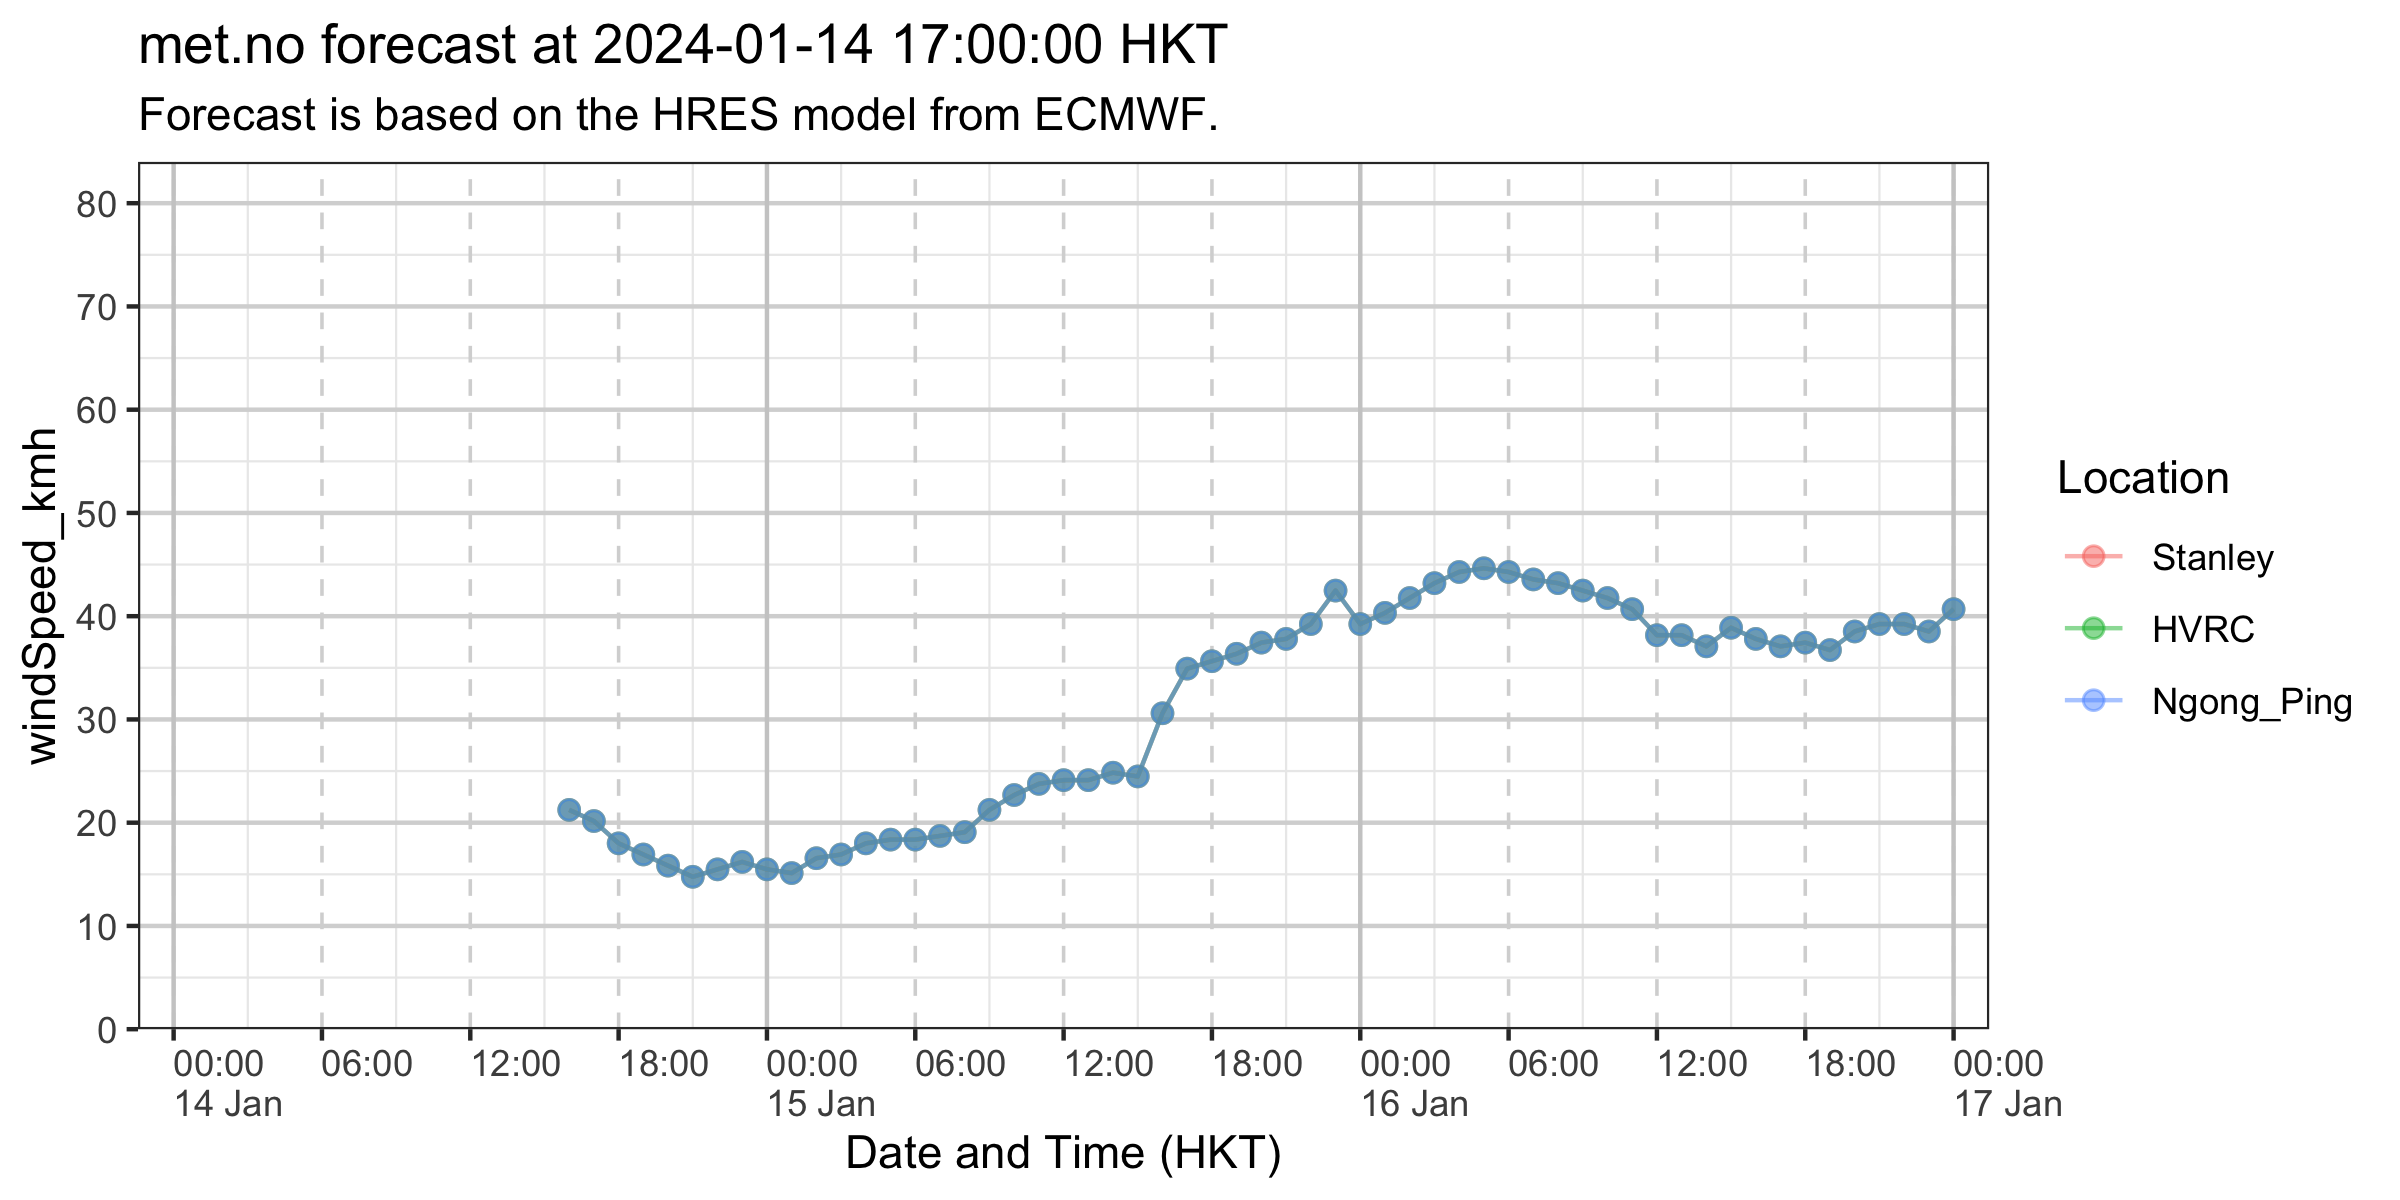 met.no forecast at 2024-01-14 17:00:00 HKT
Forecast is based on the HRES model from ECMWF.
windSpeed_kmh
80
70
60
50
40
30
20
10
0
00:00 06:00 12:00 18:00 00:00 06:00 12:00 18:00 00:00 06:00 12:00 18:00 00:00
14 Jan 15 Jan 16 Jan 17 Jan
Date and Time (HKT)
Location
Stanley
HVRC
Ngong_Ping